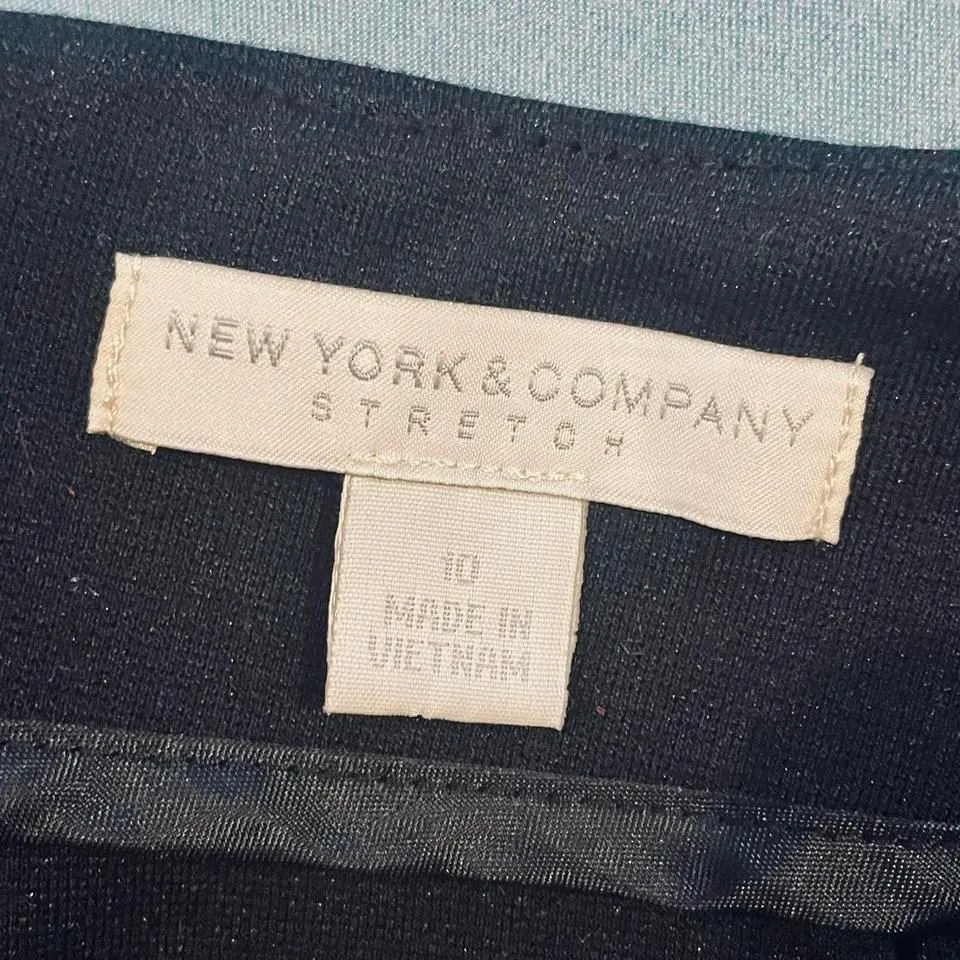 NEW YORK & COMPANY
STRETCH
10
MADE IN
VIETNAM